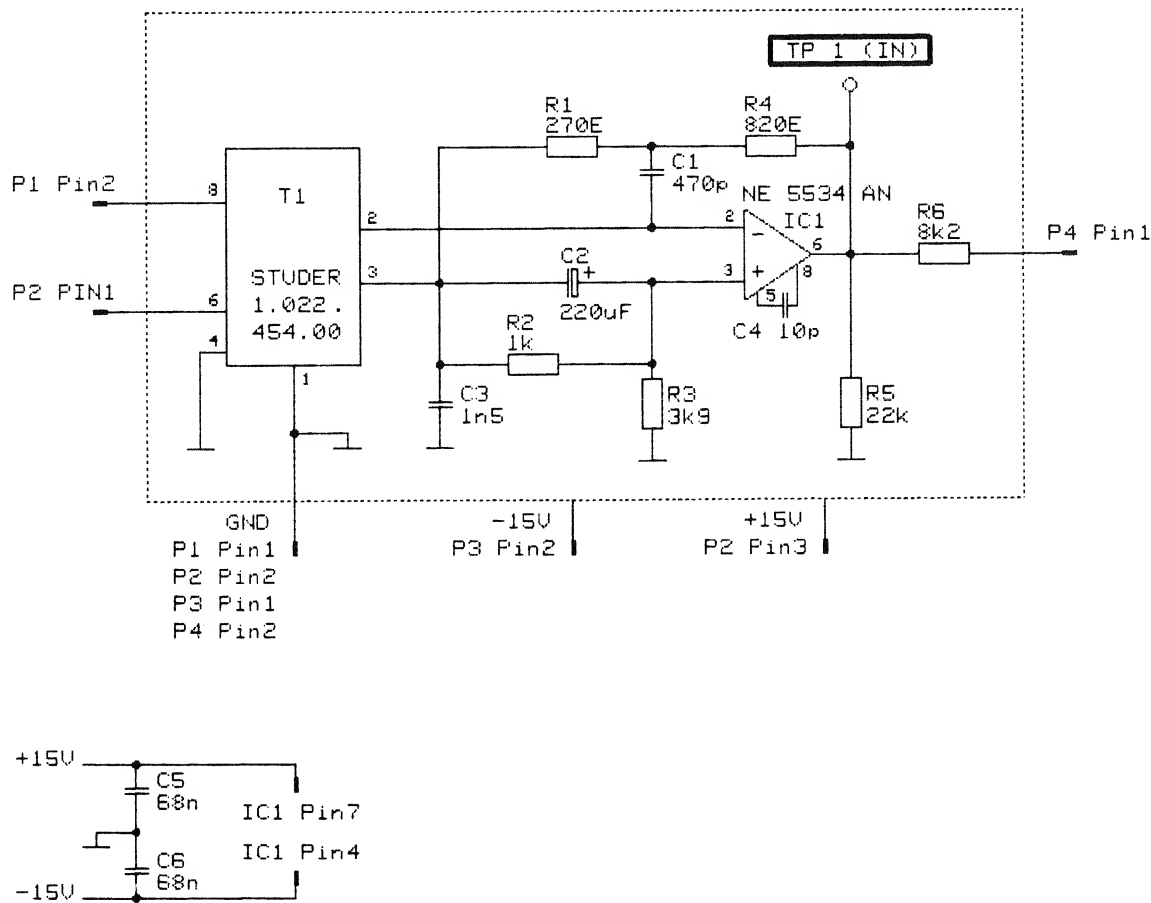 TP 1 (IN)
R1
270E
R4
820E
C1
470p
P1 Pin2
8
T1
2
NE 5534 AN
IC1
2
-
6
R6
8k2
P4 Pin1
3
C2
+
220uF
3
+
8
5
C4 10p
P2 PIN1
6
STUDER
1.022.
454.00
4
1
R2
1k
C3
1n5
R3
3k9
R5
22k
GND
P1 Pin1
P2 Pin2
P3 Pin1
P4 Pin2
-15V
P3 Pin2
+15V
P2 Pin3
+15V
C5
68n
IC1 Pin7
IC1 Pin4
C6
68n
-15V